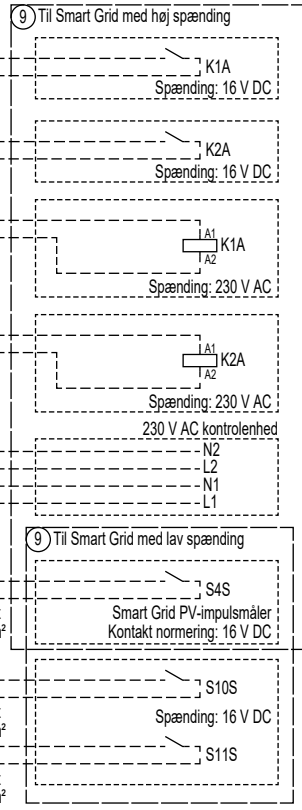 9 Til Smart Grid med høj spænding
K1A
Spænding: 16 V DC
K2A
Spænding: 16 V DC
A1
K1A
A2
Spænding: 230 V AC
A1
K2A
A2
Spænding: 230 V AC
230 V AC kontrolenhed
N2
L2
N1
L1
9 Til Smart Grid med lav spænding
S4S
Smart Grid PV-impulsmåler
Kontakt normering: 16 V DC
S10S
Spænding: 16 V DC
S11S